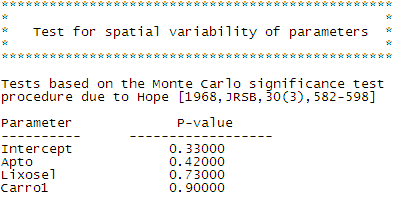 *************************************************
*                                               *
*   Test for spatial variability of parameters  *
*                                               *
*************************************************
Tests based on the Monte Carlo significance test
procedure due to Hope [1968,JRSB,30(3),582-598]
Parameter             P-value
----------      ------------------
Intercept            0.33000
Apto                 0.42000
Lixosel              0.73000
Carro1               0.90000